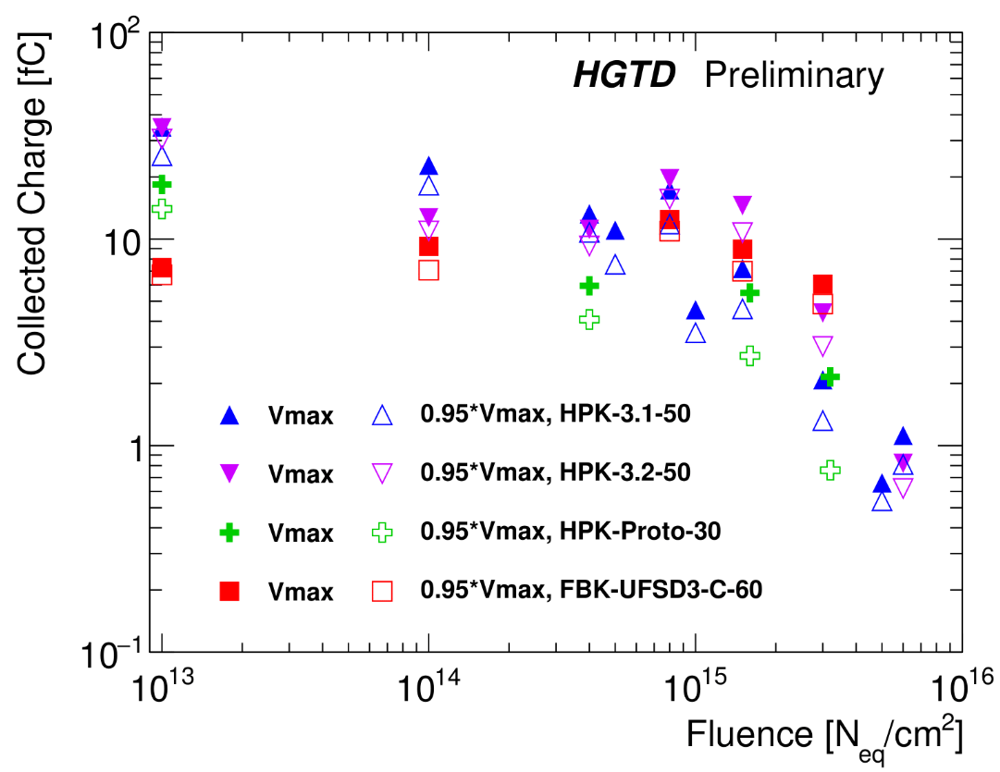 Collected Charge [fC]
10²
10
1
10⁻¹
HGTD Preliminary
Vmax 0.95*Vmax, HPK-3.1-50
Vmax 0.95*Vmax, HPK-3.2-50
Vmax 0.95*Vmax, HPK-Proto-30
Vmax 0.95*Vmax, FBK-UFSD3-C-60
10¹³ 10¹⁴ 10¹⁵ 10¹⁶
Fluence [Neq/cm²]